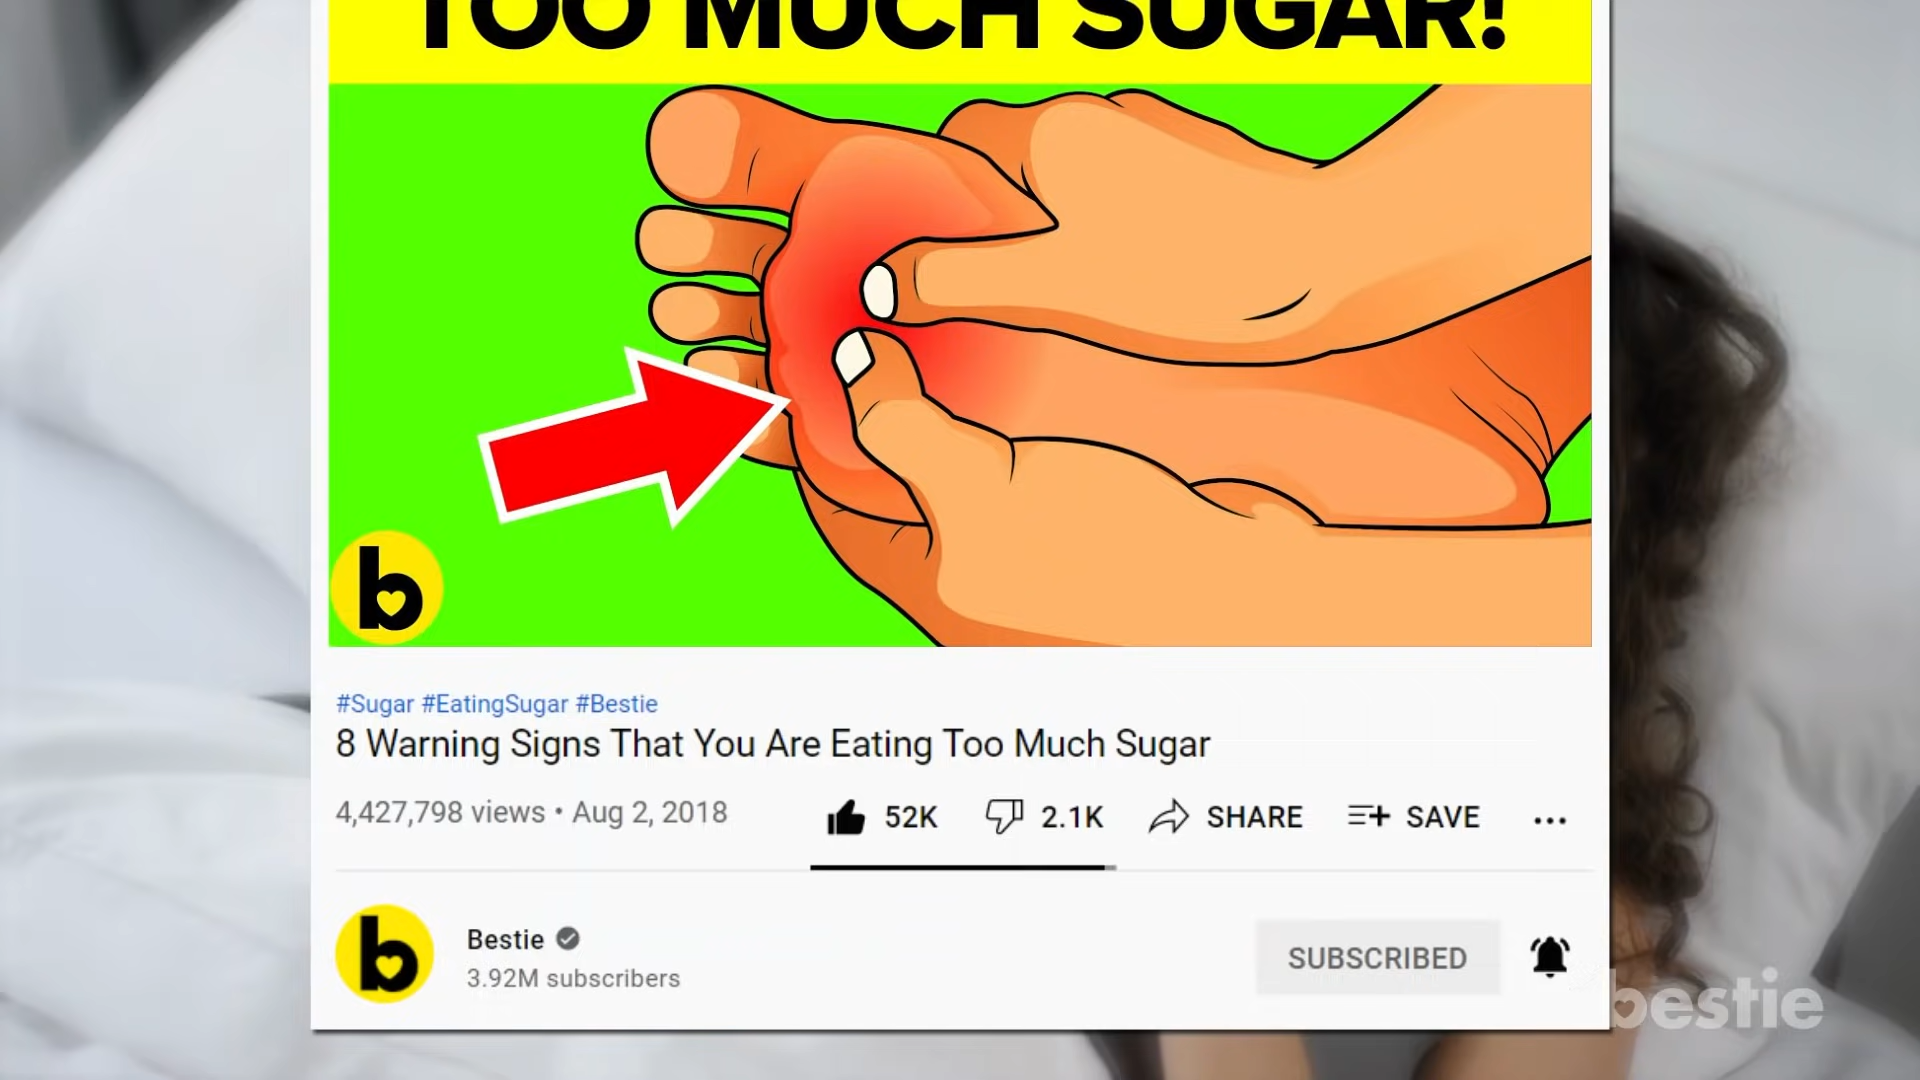 TOO MUCH SUGAR!
b
#Sugar #EatingSugar #Bestie
8 Warning Signs That You Are Eating Too Much Sugar
4,427,798 views • Aug 2, 2018 52K 2.1K SHARE SAVE
b
Bestie
3.92M subscribers
SUBSCRIBED
bestie